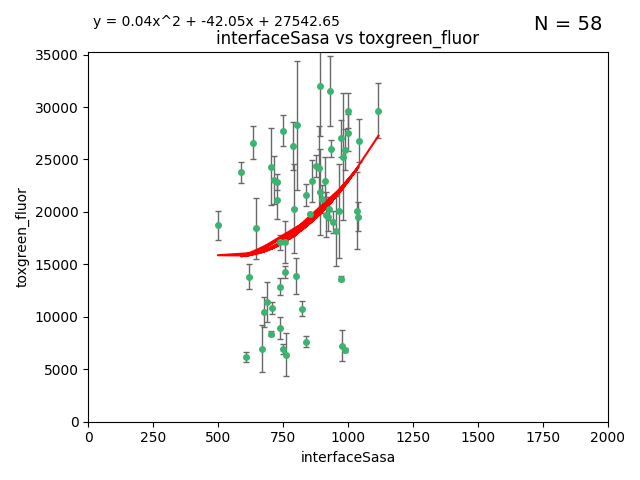 y = 0.04x^2 + -42.05x + 27542.65
N = 58
interfaceSasa vs toxgreen_fluor
toxgreen_fluor
35000
30000
25000
20000
15000
10000
5000
0
0 250 500 750 1000 1250 1500 1750 2000
interfaceSasa